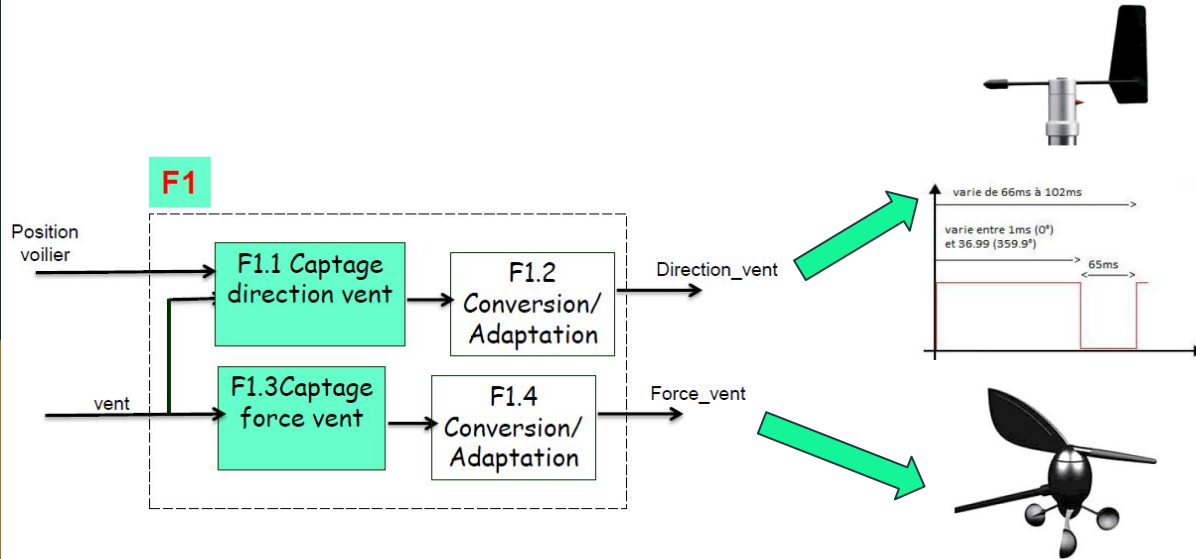 F1
Position
voilier
F1.1 Captage
direction vent
F1.2
Conversion/
Adaptation
Direction_vent
vent
F1.3Captage
force vent
F1.4
Conversion/
Adaptation
Force_vent
varie de 66ms à 102ms
varie entre 1ms (0°)
et 36.99 (359.9°)
65ms